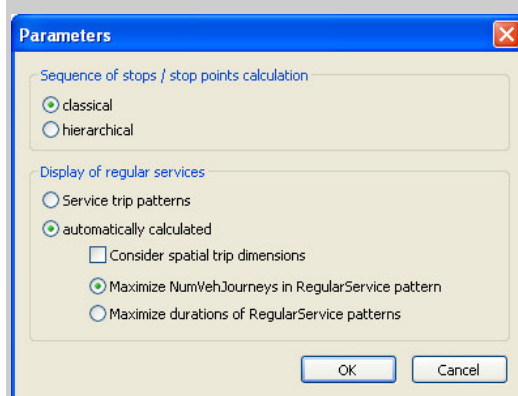 Parameters
Sequence of stops / stop points calculation
classical
hierarchical
Display of regular services
Service trip patterns
automatically calculated
Consider spatial trip dimensions
Maximize NumVehJourneys in RegularService pattern
Maximize durations of RegularService patterns
OK Cancel